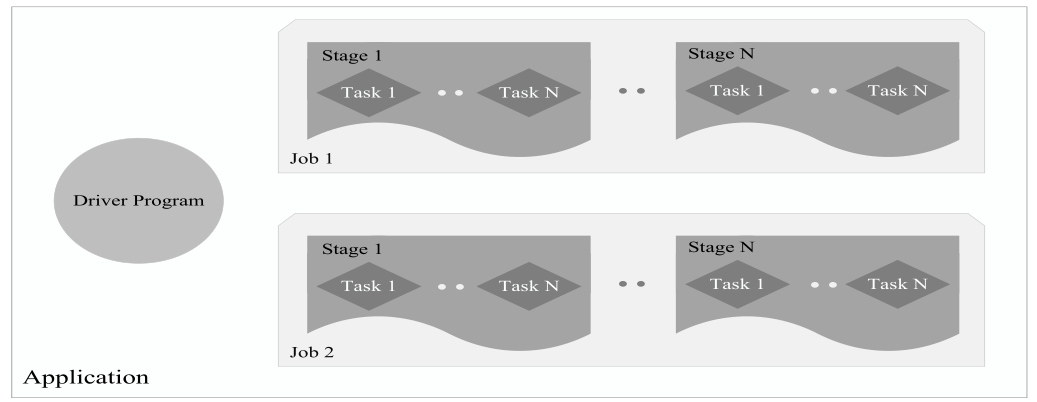 Stage 1
Task 1
Task N
Stage N
Task 1
Task N
Job 1
Driver Program
Stage 1
Task 1
Task N
Stage N
Task 1
Task N
Job 2
Application